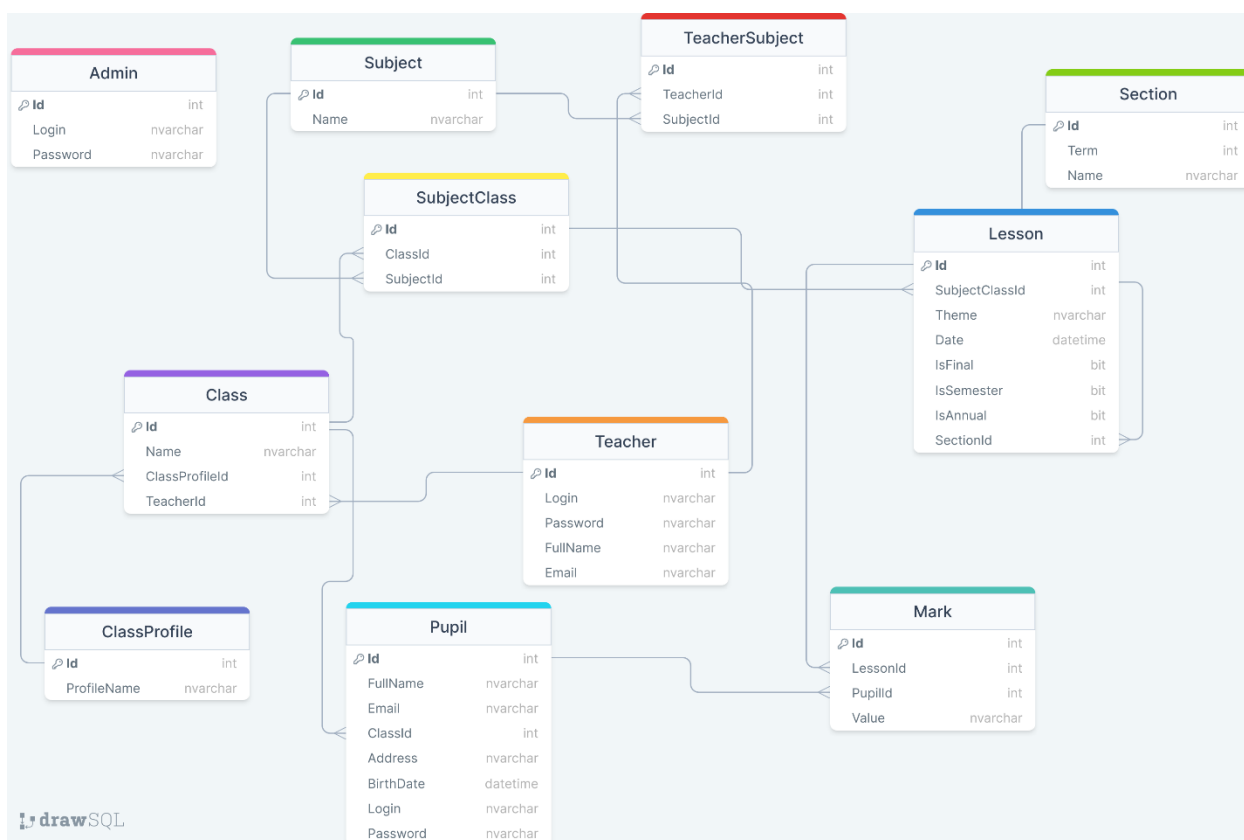 Admin
Id int
Login nvarchar
Password nvarchar
Subject
Id int
Name nvarchar
TeacherSubject
Id int
TeacherId int
SubjectId int
Section
Id int
Term int
Name nvarchar
SubjectClass
Id int
ClassId int
SubjectId int
Lesson
Id int
SubjectClassId int
Theme nvarchar
Date datetime
IsFinal bit
IsSemester bit
IsAnnual bit
SectionId int
Class
Id int
Name nvarchar
ClassProfileId int
TeacherId int
Teacher
Id int
Login nvarchar
Password nvarchar
FullName nvarchar
Email nvarchar
ClassProfile
Id int
ProfileName nvarchar
Pupil
Id int
FullName nvarchar
Email nvarchar
ClassId int
Address nvarchar
BirthDate datetime
Login nvarchar
Password nvarchar
Mark
Id int
LessonId int
PupilId int
Value nvarchar
drawSQL